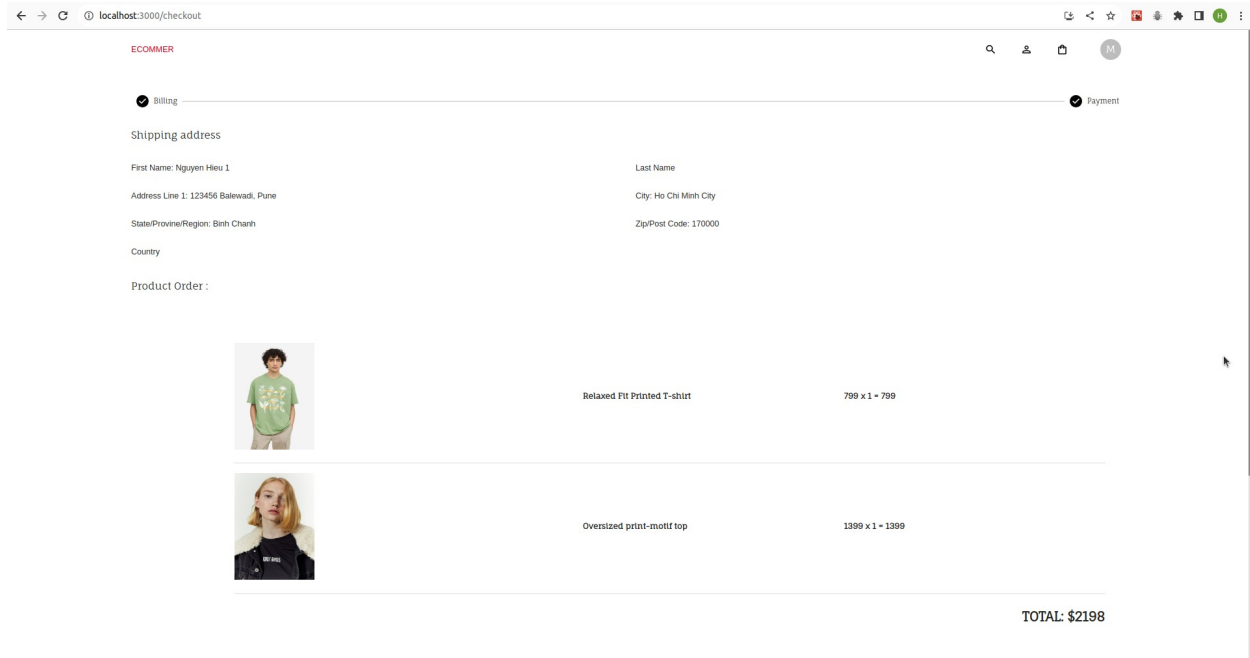 localhost:3000/checkout
H
ECOMMER
M
Billing
Payment
Shipping address
First Name: Nguyen Hieu 1
Last Name
Address Line 1: 123456 Balewadi, Pune
City: Ho Chi Minh City
State/Provine/Region: Binh Chanh
Zip/Post Code: 170000
Country
Product Order :
Relaxed Fit Printed T-shirt
799 x 1 = 799
Oversized print-motif top
1399 x 1 = 1399
TOTAL: $2198